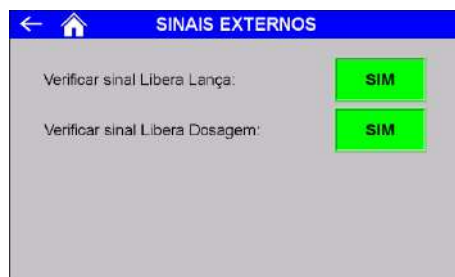 SINAIS EXTERNOS
Verificar sinal Libera Lança: SIM
Verificar sinal Libera Dosagem: SIM